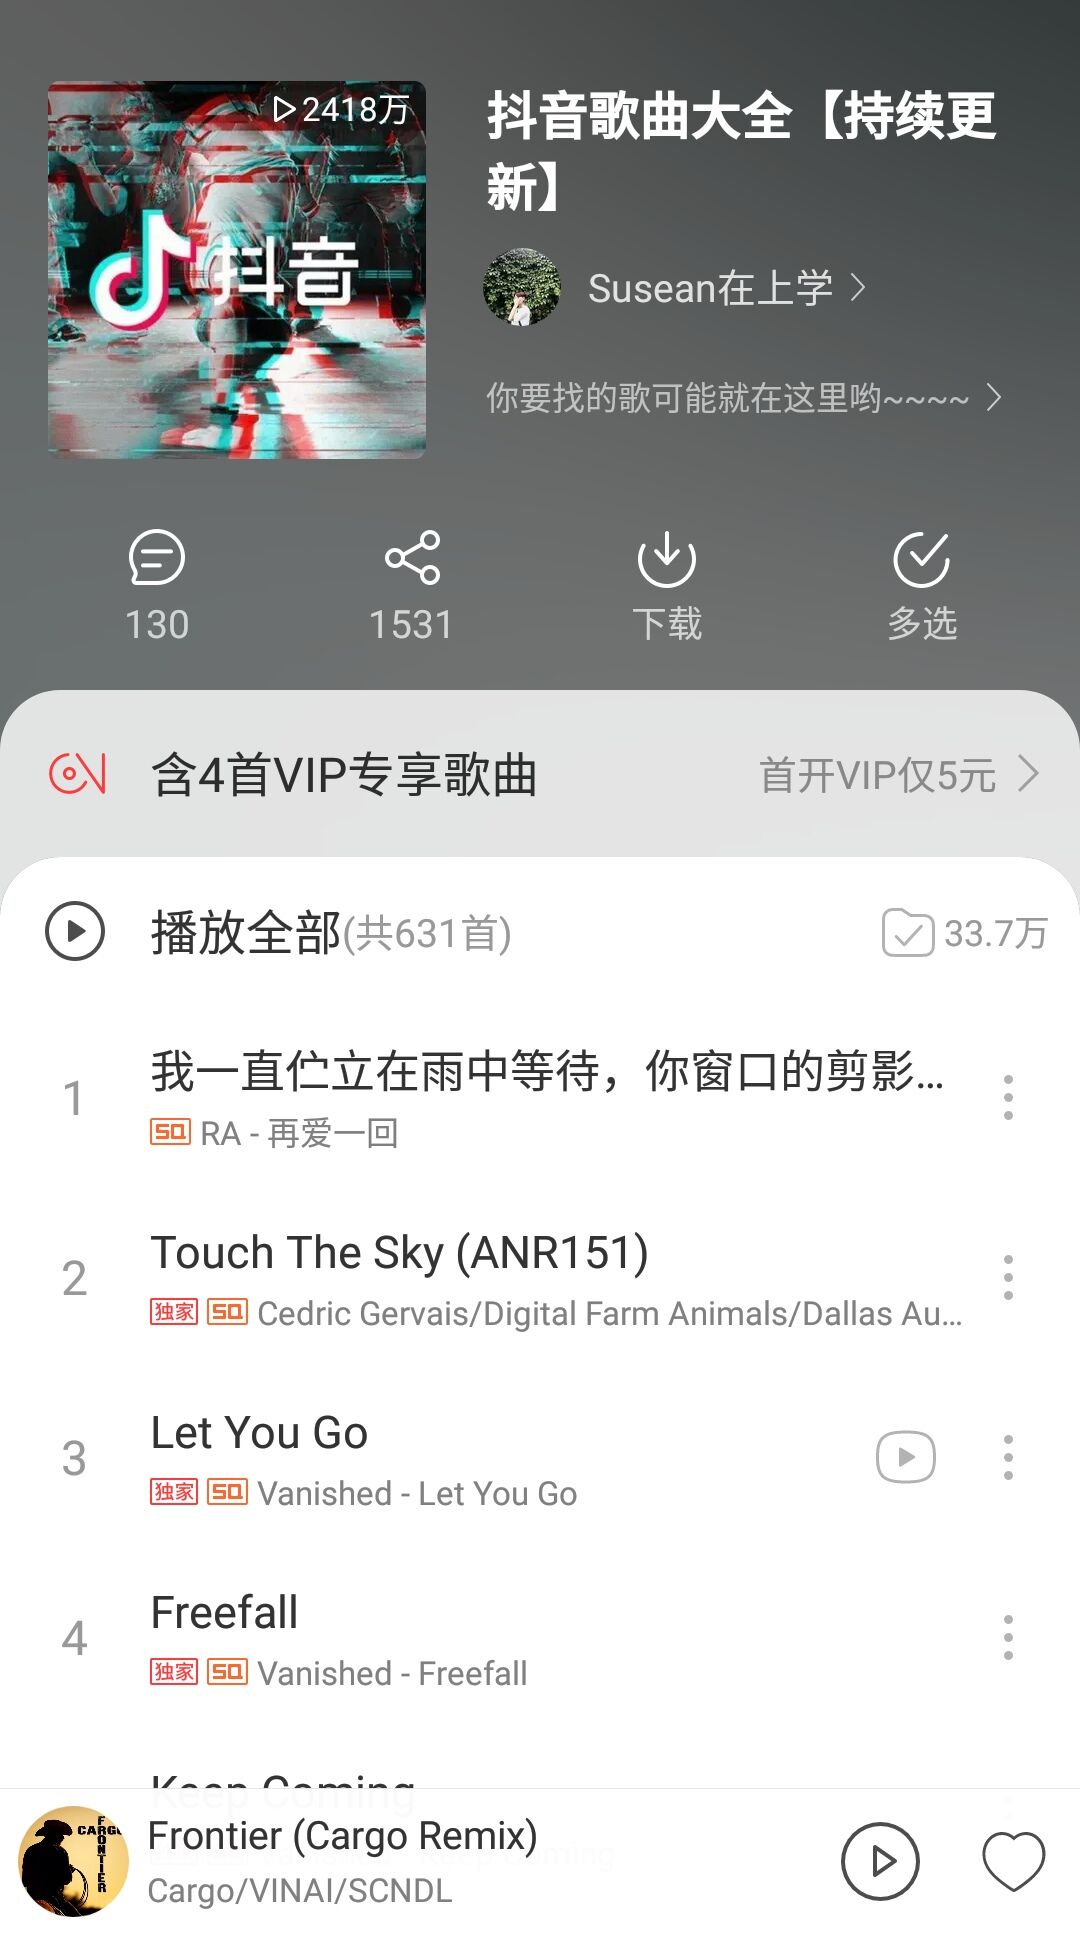 2418万
抖音
抖音歌曲大全【持续更
新】
Susean在上学
你要找的歌可能就在这里哟~~~~
130
1531
下载
多选
含4首VIP专享歌曲
首开VIP仅5元
播放全部(共631首)
33.7万
1
我一直伫立在雨中等待，你窗口的剪影...
SQ RA - 再爱一回
2
Touch The Sky (ANR151)
独家 SQ Cedric Gervais/Digital Farm Animals/Dallas Au...
3
Let You Go
独家 SQ Vanished - Let You Go
4
Freefall
独家 SQ Vanished - Freefall
Keep Coming
CARGO
FRONTIER
Frontier (Cargo Remix)
Cargo/VINAI/SCNDL